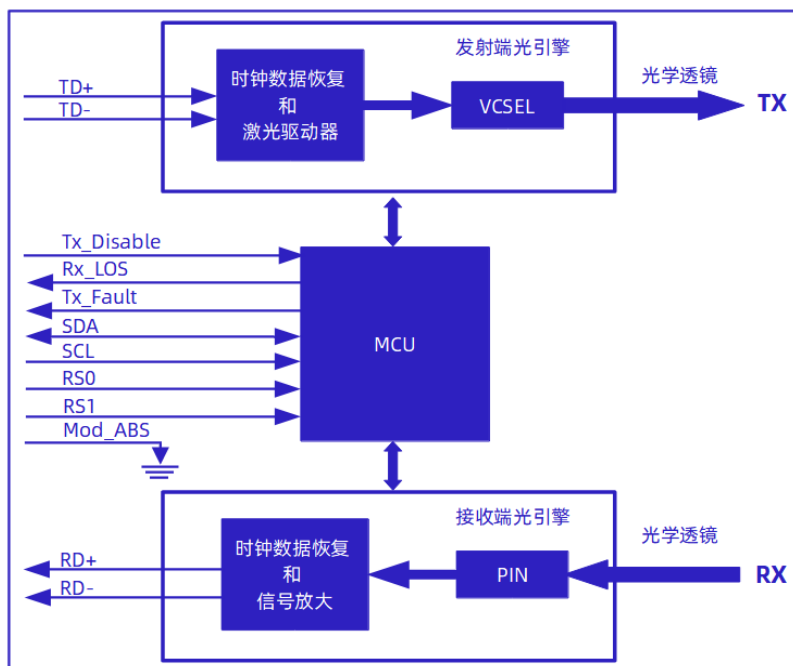 发射端光引擎
TD+
TD-
时钟数据恢复
和
激光驱动器
VCSEL
光学透镜
TX
Tx_Disable
Rx_LOS
Tx_Fault
SDA
SCL
RS0
RS1
Mod_ABS
MCU
接收端光引擎
RD+
RD-
时钟数据恢复
和
信号放大
PIN
光学透镜
RX